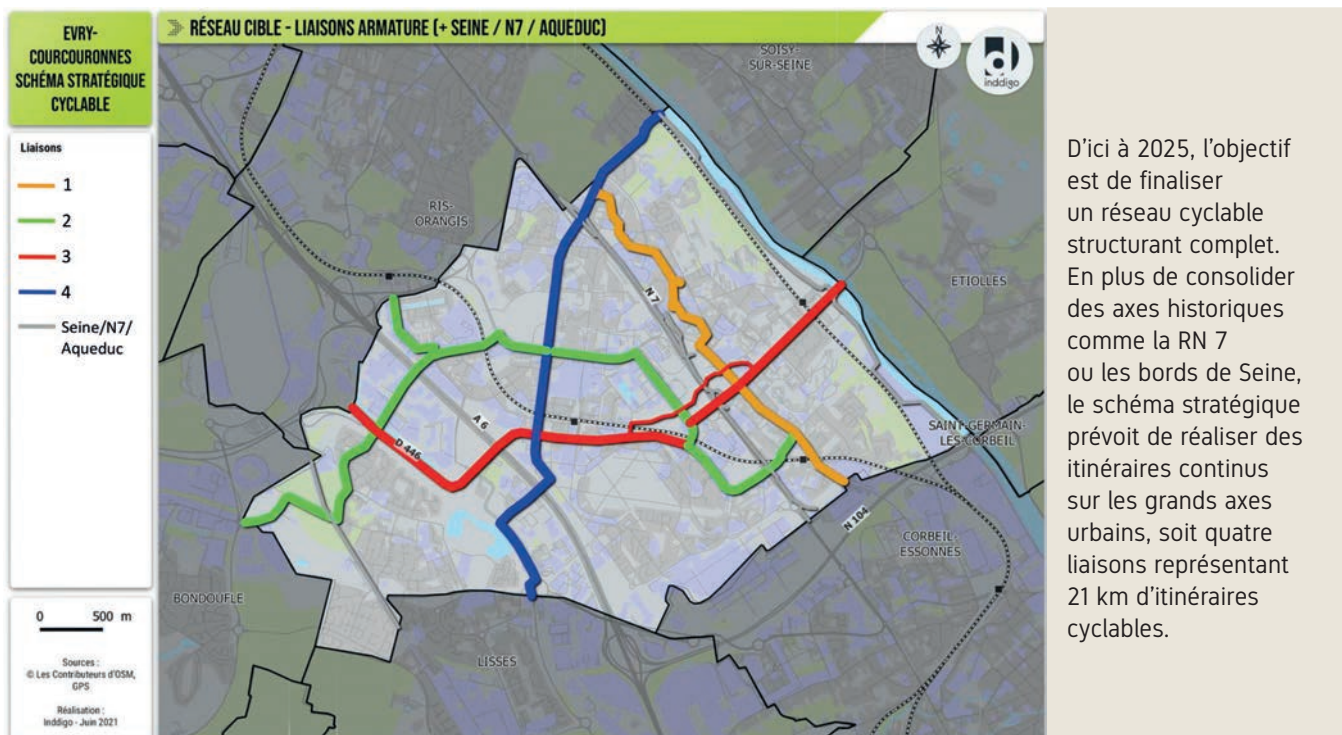 EVRY-
COURCOURONNES
SCHÉMA STRATÉGIQUE
CYCLABLE
RÉSEAU CIBLE - LIAISONS ARMATURE (+ SEINE / N7 / AQUEDUC)
N
inddigo
Liaisons
1
2
3
4
Seine/N7/
Aqueduc
0 500 m
Sources :
© Les Contributeurs d'OSM,
GPS
Réalisation :
Inddigo - Juin 2021
SOISY-
SUR-SEINE
RIS-
ORANGIS
ETIOLLES
N 7
A 6
D 446
SAINT-GERMAIN-
LES-CORBEIL
N 104
CORBEIL-
ESSONNES
BONDOUFLE
LISSES
D'ici à 2025, l'objectif
est de finaliser
un réseau cyclable
structurant complet.
En plus de consolider
des axes historiques
comme la RN 7
ou les bords de Seine,
le schéma stratégique
prévoit de réaliser des
itinéraires continus
sur les grands axes
urbains, soit quatre
liaisons représentant
21 km d'itinéraires
cyclables.